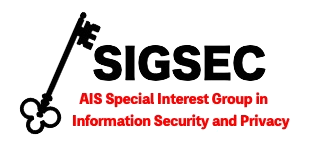 SIGSEC
AIS Special Interest Group in
Information Security and Privacy